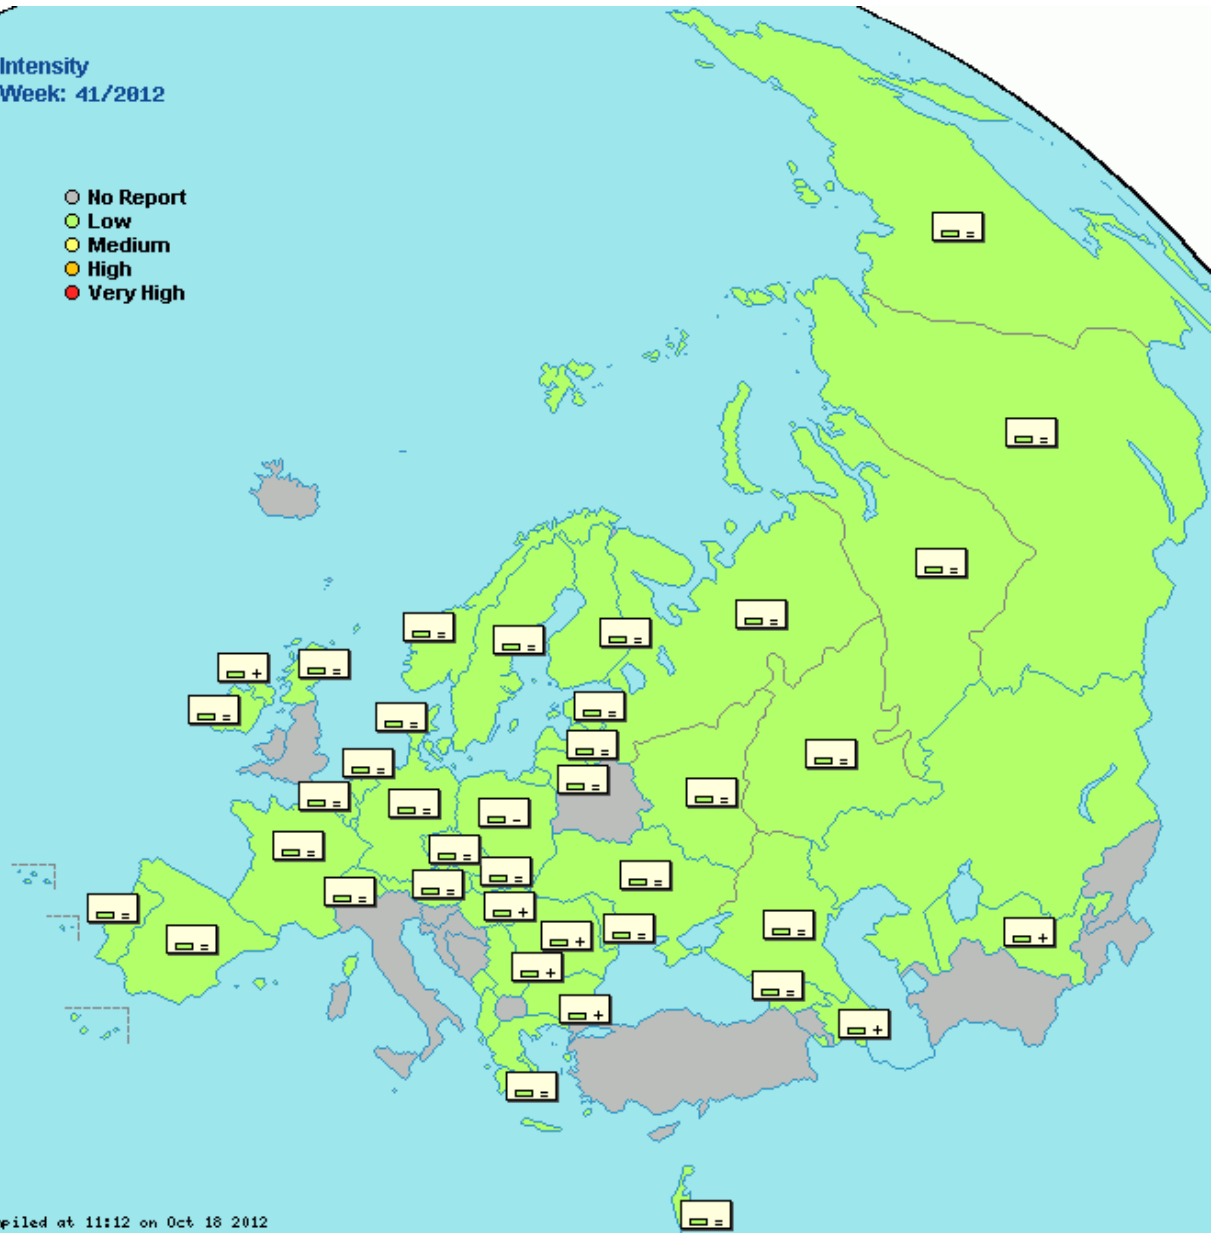 Intensity
Week: 41/2012
No Report
Low
Medium
High
Very High
piled at 11:12 on Oct 18 2012